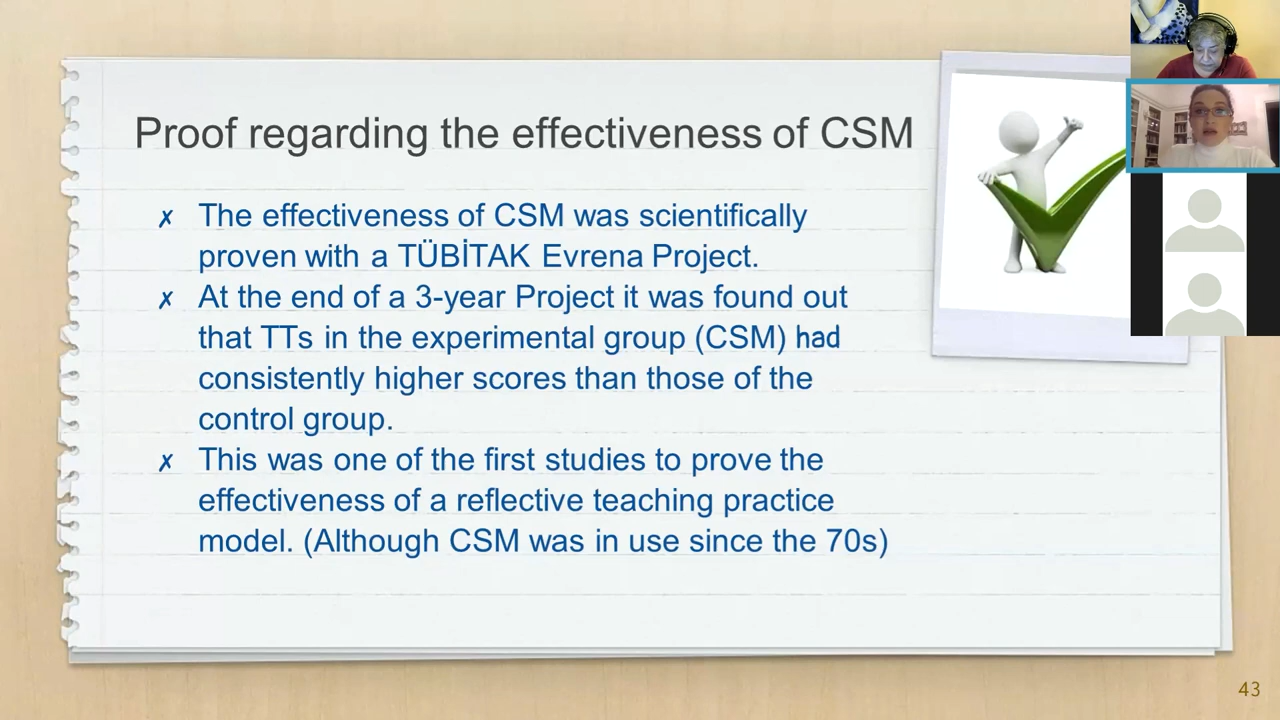 Proof regarding the effectiveness of CSM
✗ The effectiveness of CSM was scientifically
proven with a TÜBİTAK Evrena Project.
✗ At the end of a 3-year Project it was found out
that TTs in the experimental group (CSM) had
consistently higher scores than those of the
control group.
✗ This was one of the first studies to prove the
effectiveness of a reflective teaching practice
model. (Although CSM was in use since the 70s)
43